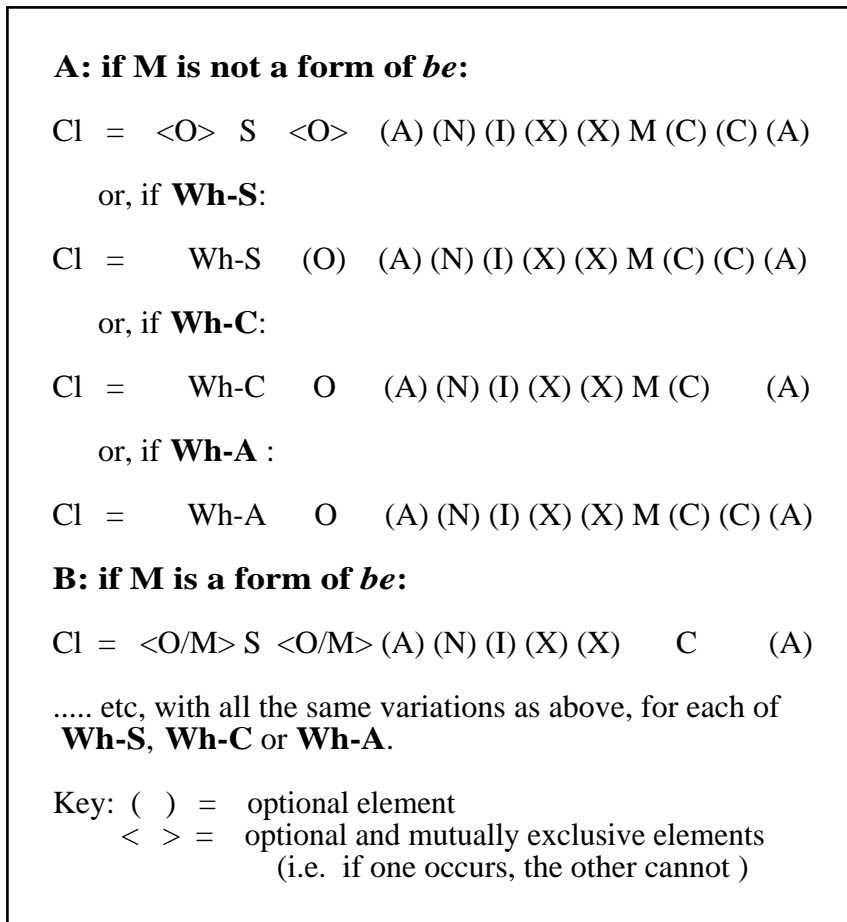 A: if M is not a form of be:
Cl = <O> S <O> (A) (N) (I) (X) (X) M (C) (C) (A)
or, if Wh-S:
Cl = Wh-S (O) (A) (N) (I) (X) (X) M (C) (C) (A)
or, if Wh-C:
Cl = Wh-C O (A) (N) (I) (X) (X) M (C) (A)
or, if Wh-A :
Cl = Wh-A O (A) (N) (I) (X) (X) M (C) (C) (A)
B: if M is a form of be:
Cl = <O/M> S <O/M> (A) (N) (I) (X) (X) C (A)
..... etc, with all the same variations as above, for each of
Wh-S, Wh-C or Wh-A.
Key: ( ) = optional element
< > = optional and mutually exclusive elements
(i.e. if one occurs, the other cannot )